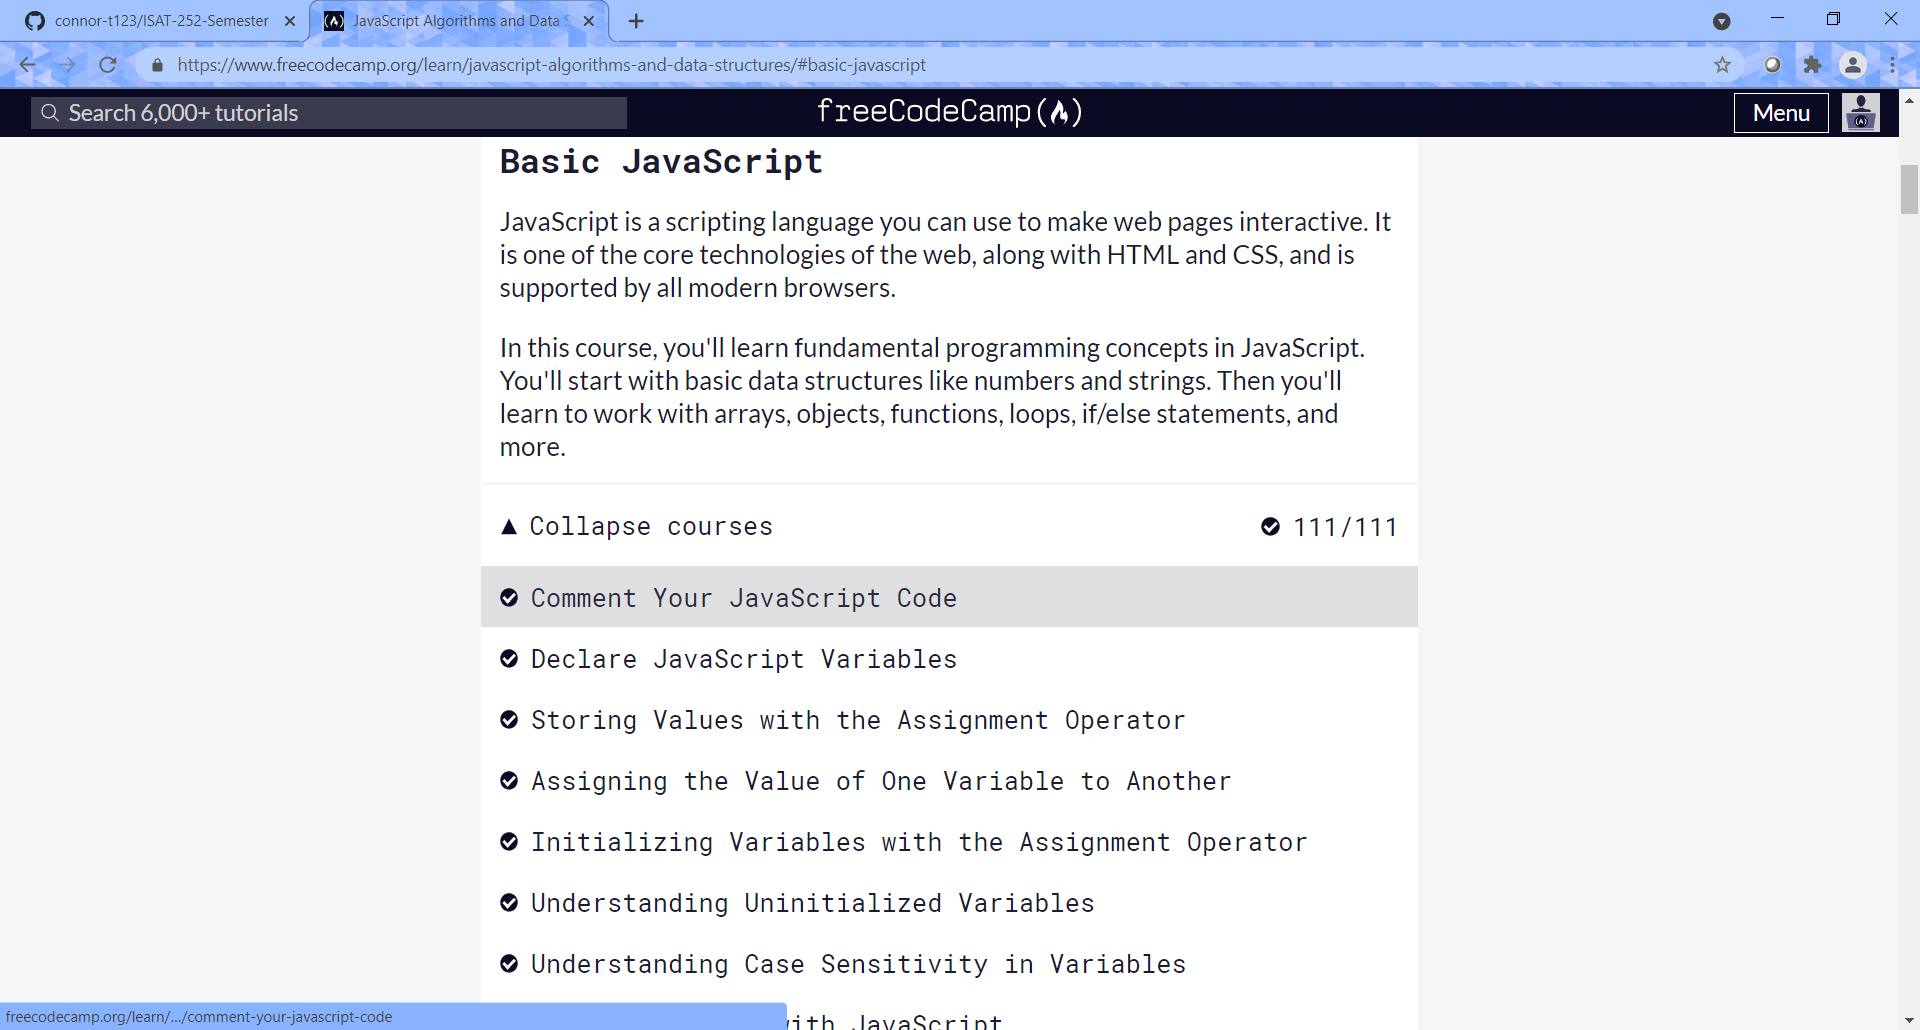 connor-t123/ISAT-252-Semester
JavaScript Algorithms and Data
https://www.freecodecamp.org/learn/javascript-algorithms-and-data-structures/#basic-javascript
Search 6,000+ tutorials
freeCodeCamp(A)
Menu
Basic JavaScript
JavaScript is a scripting language you can use to make web pages interactive. It
is one of the core technologies of the web, along with HTML and CSS, and is
supported by all modern browsers.
In this course, you'll learn fundamental programming concepts in JavaScript.
You'll start with basic data structures like numbers and strings. Then you'll
learn to work with arrays, objects, functions, loops, if/else statements, and
more.
Collapse courses
111/111
Comment Your JavaScript Code
Declare JavaScript Variables
Storing Values with the Assignment Operator
Assigning the Value of One Variable to Another
Initializing Variables with the Assignment Operator
Understanding Uninitialized Variables
Understanding Case Sensitivity in Variables
with JavaScript
freecodecamp.org/learn/.../comment-your-javascript-code